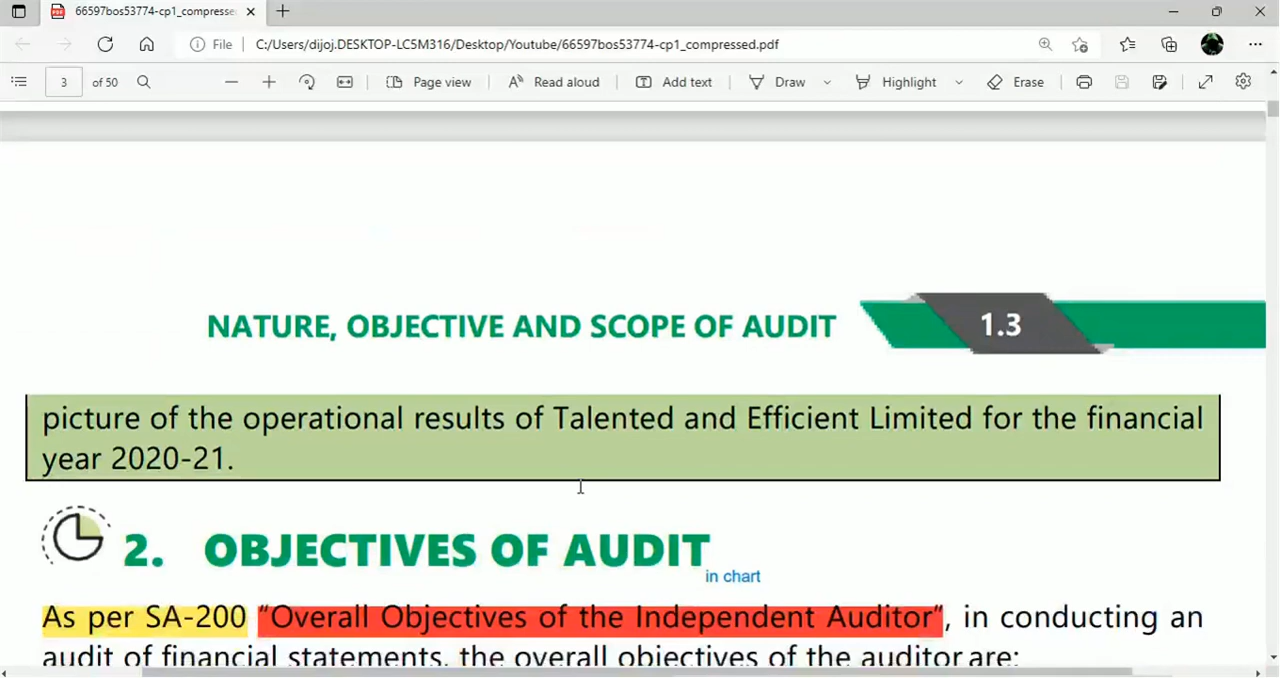 66597bos53774-cp1_compresse
File C:/Users/dijoj.DESKTOP-LC5M316/Desktop/Youtube/66597bos53774-cp1_compressed.pdf
3 of 50 Page view Read aloud Add text Draw Highlight Erase
NATURE, OBJECTIVE AND SCOPE OF AUDIT 1.3
picture of the operational results of Talented and Efficient Limited for the financial
year 2020-21.
2. OBJECTIVES OF AUDIT
in chart
As per SA-200 “Overall Objectives of the Independent Auditor”, in conducting an
audit of financial statements, the overall objectives of the auditor are: